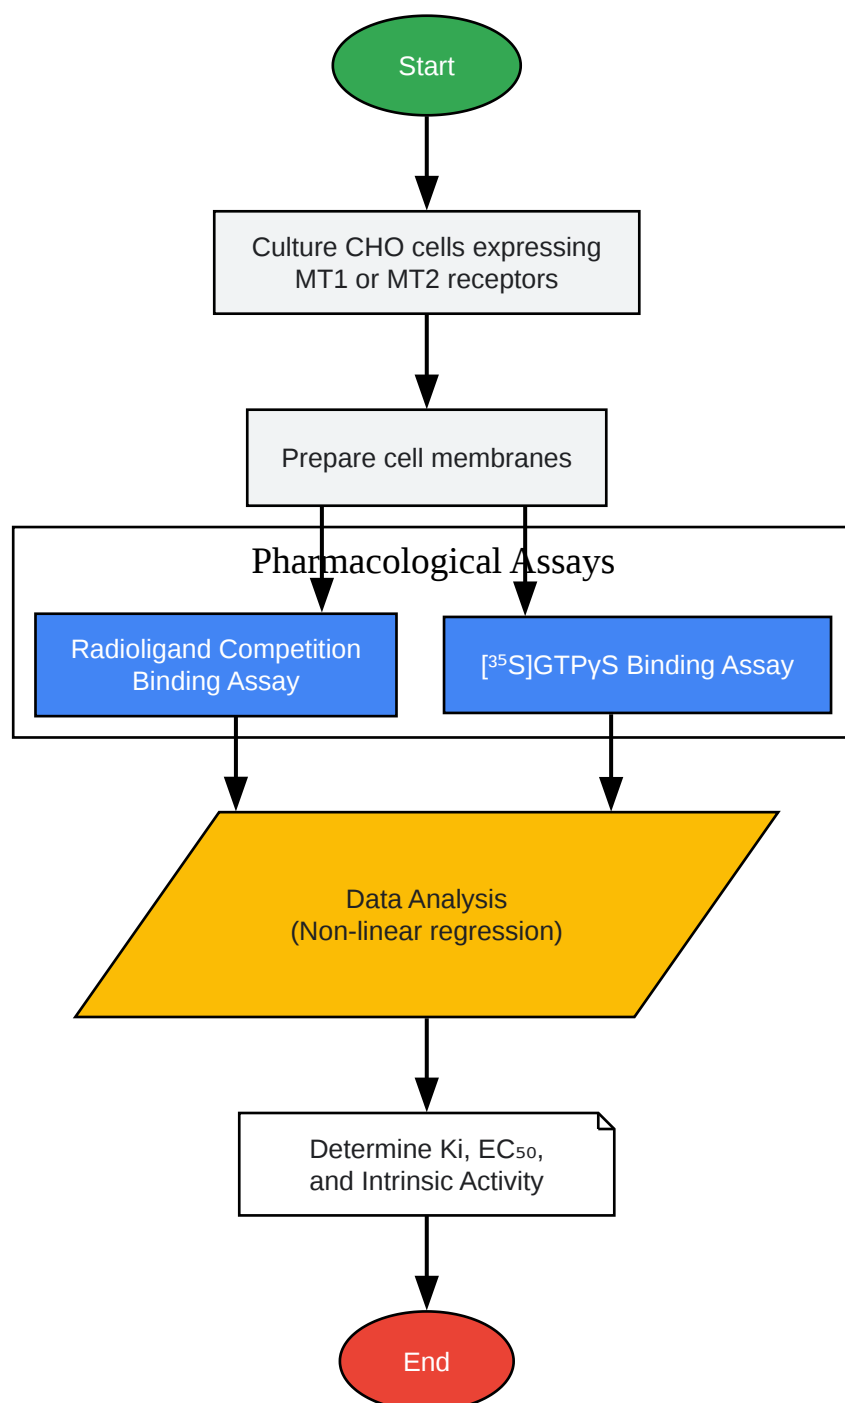 Start
Culture CHO cells expressing
MT1 or MT2 receptors
Prepare cell membranes
Pharmacological Assays
Radioligand Competition
Binding Assay
[³⁵S]GTPγS Binding Assay
Data Analysis
(Non-linear regression)
Determine Ki, EC₅₀,
and Intrinsic Activity
End